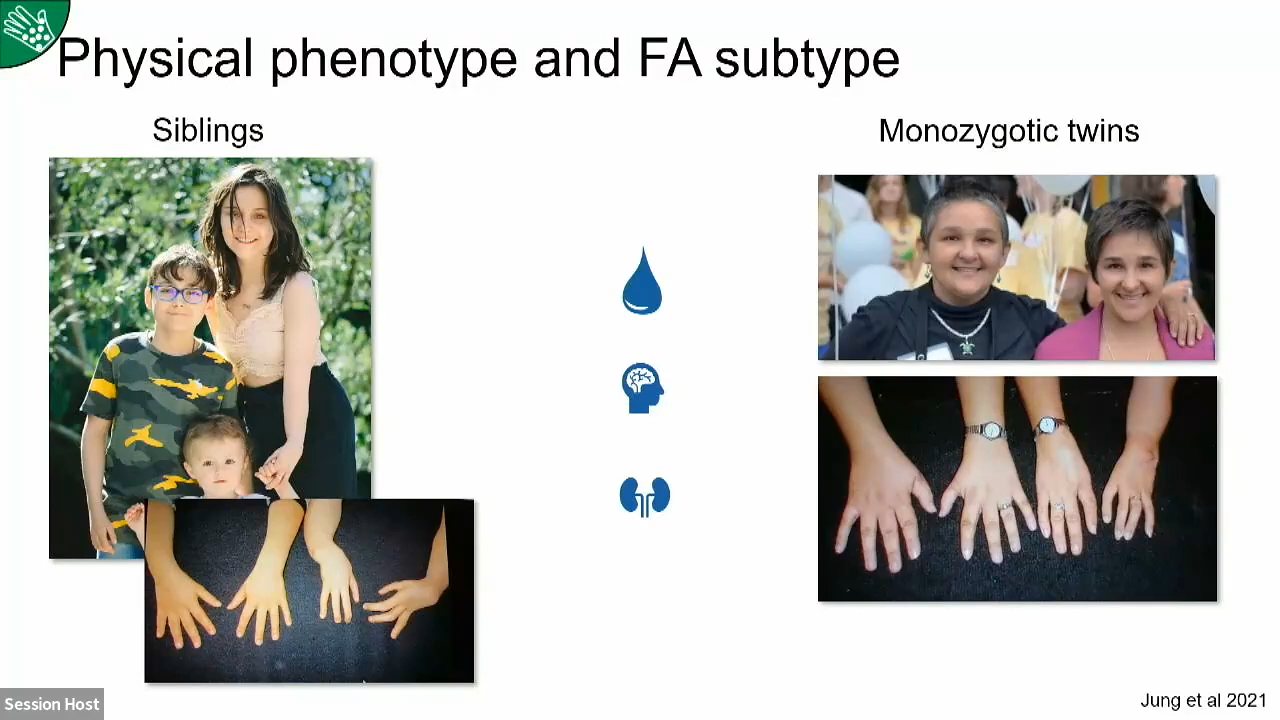 Physical phenotype and FA subtype
Siblings
Monozygotic twins
Session Host
Jung et al 2021